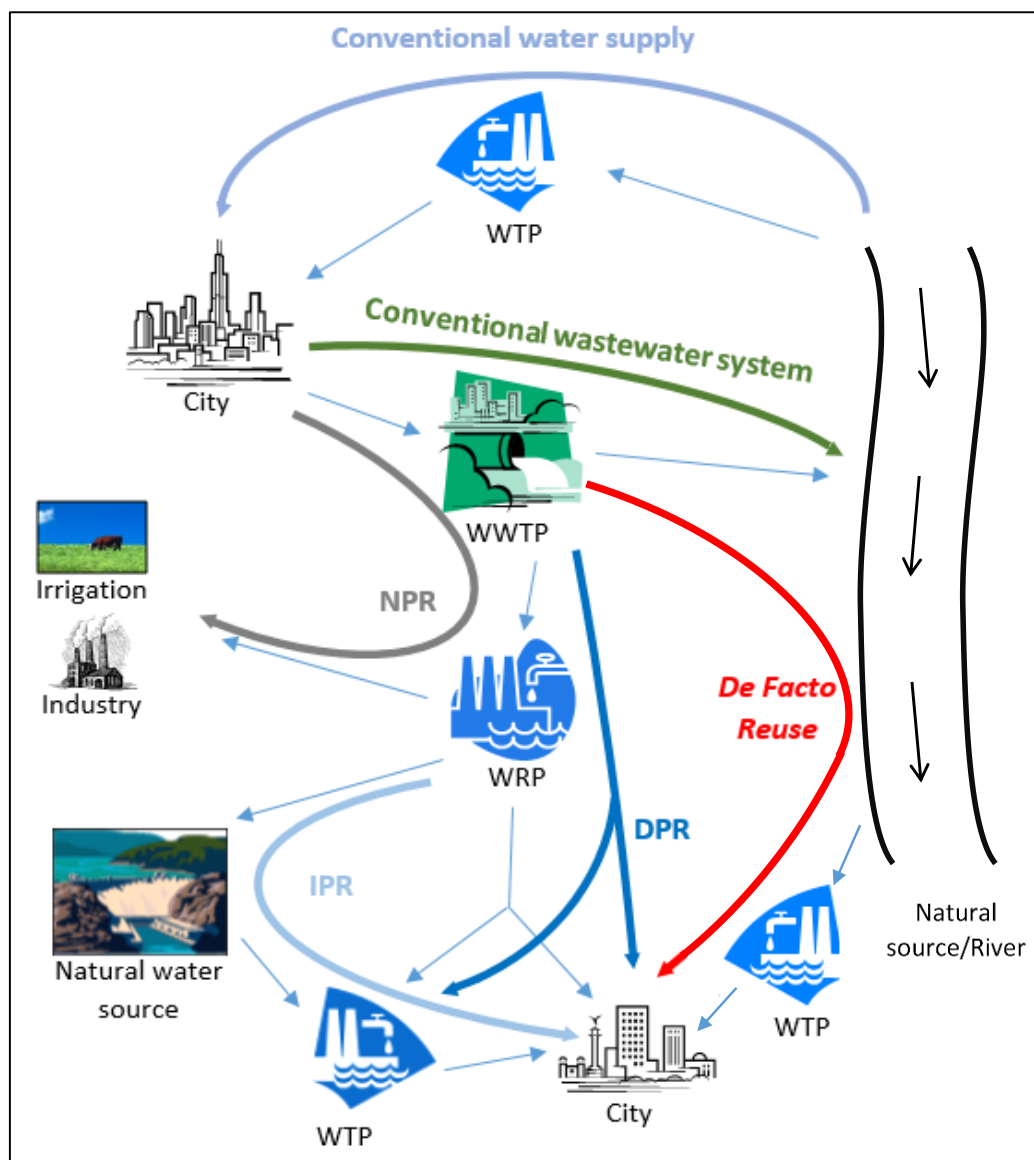 Conventional water supply
WTP
City
Conventional wastewater system
WWTP
Irrigation
NPR
Industry
De Facto
Reuse
WRP
DPR
IPR
Natural
source/River
Natural water
source
WTP
WTP
City